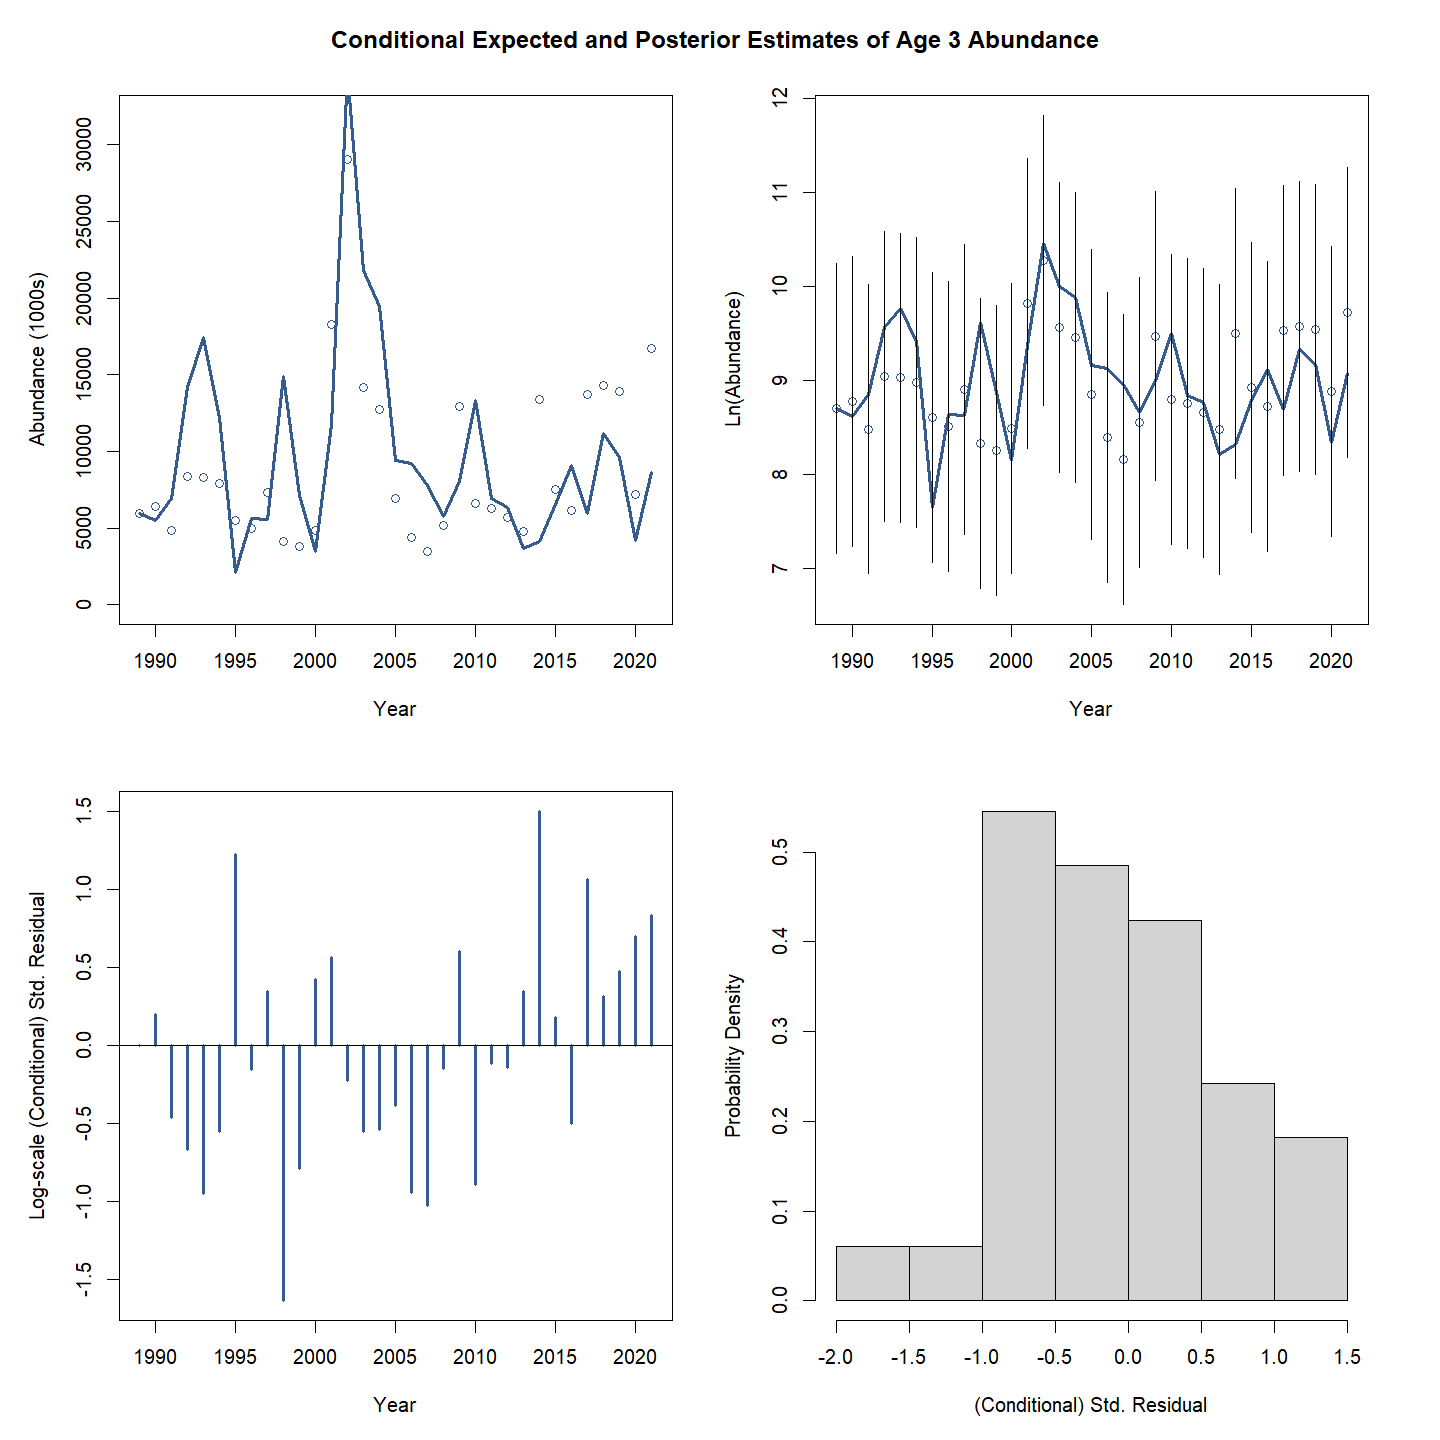 Conditional Expected and Posterior Estimates of Age 3 Abundance
Abundance (1000s)
0 5000 10000 15000 20000 25000 30000
1990 1995 2000 2005 2010 2015 2020
Year
Ln(Abundance)
7 8 9 10 11 12
1990 1995 2000 2005 2010 2015 2020
Year
Log-scale (Conditional) Std. Residual
-1.5 -1.0 -0.5 0.0 0.5 1.0 1.5
1990 1995 2000 2005 2010 2015 2020
Year
Probability Density
0.0 0.1 0.2 0.3 0.4 0.5
-2.0 -1.5 -1.0 -0.5 0.0 0.5 1.0 1.5
(Conditional) Std. Residual